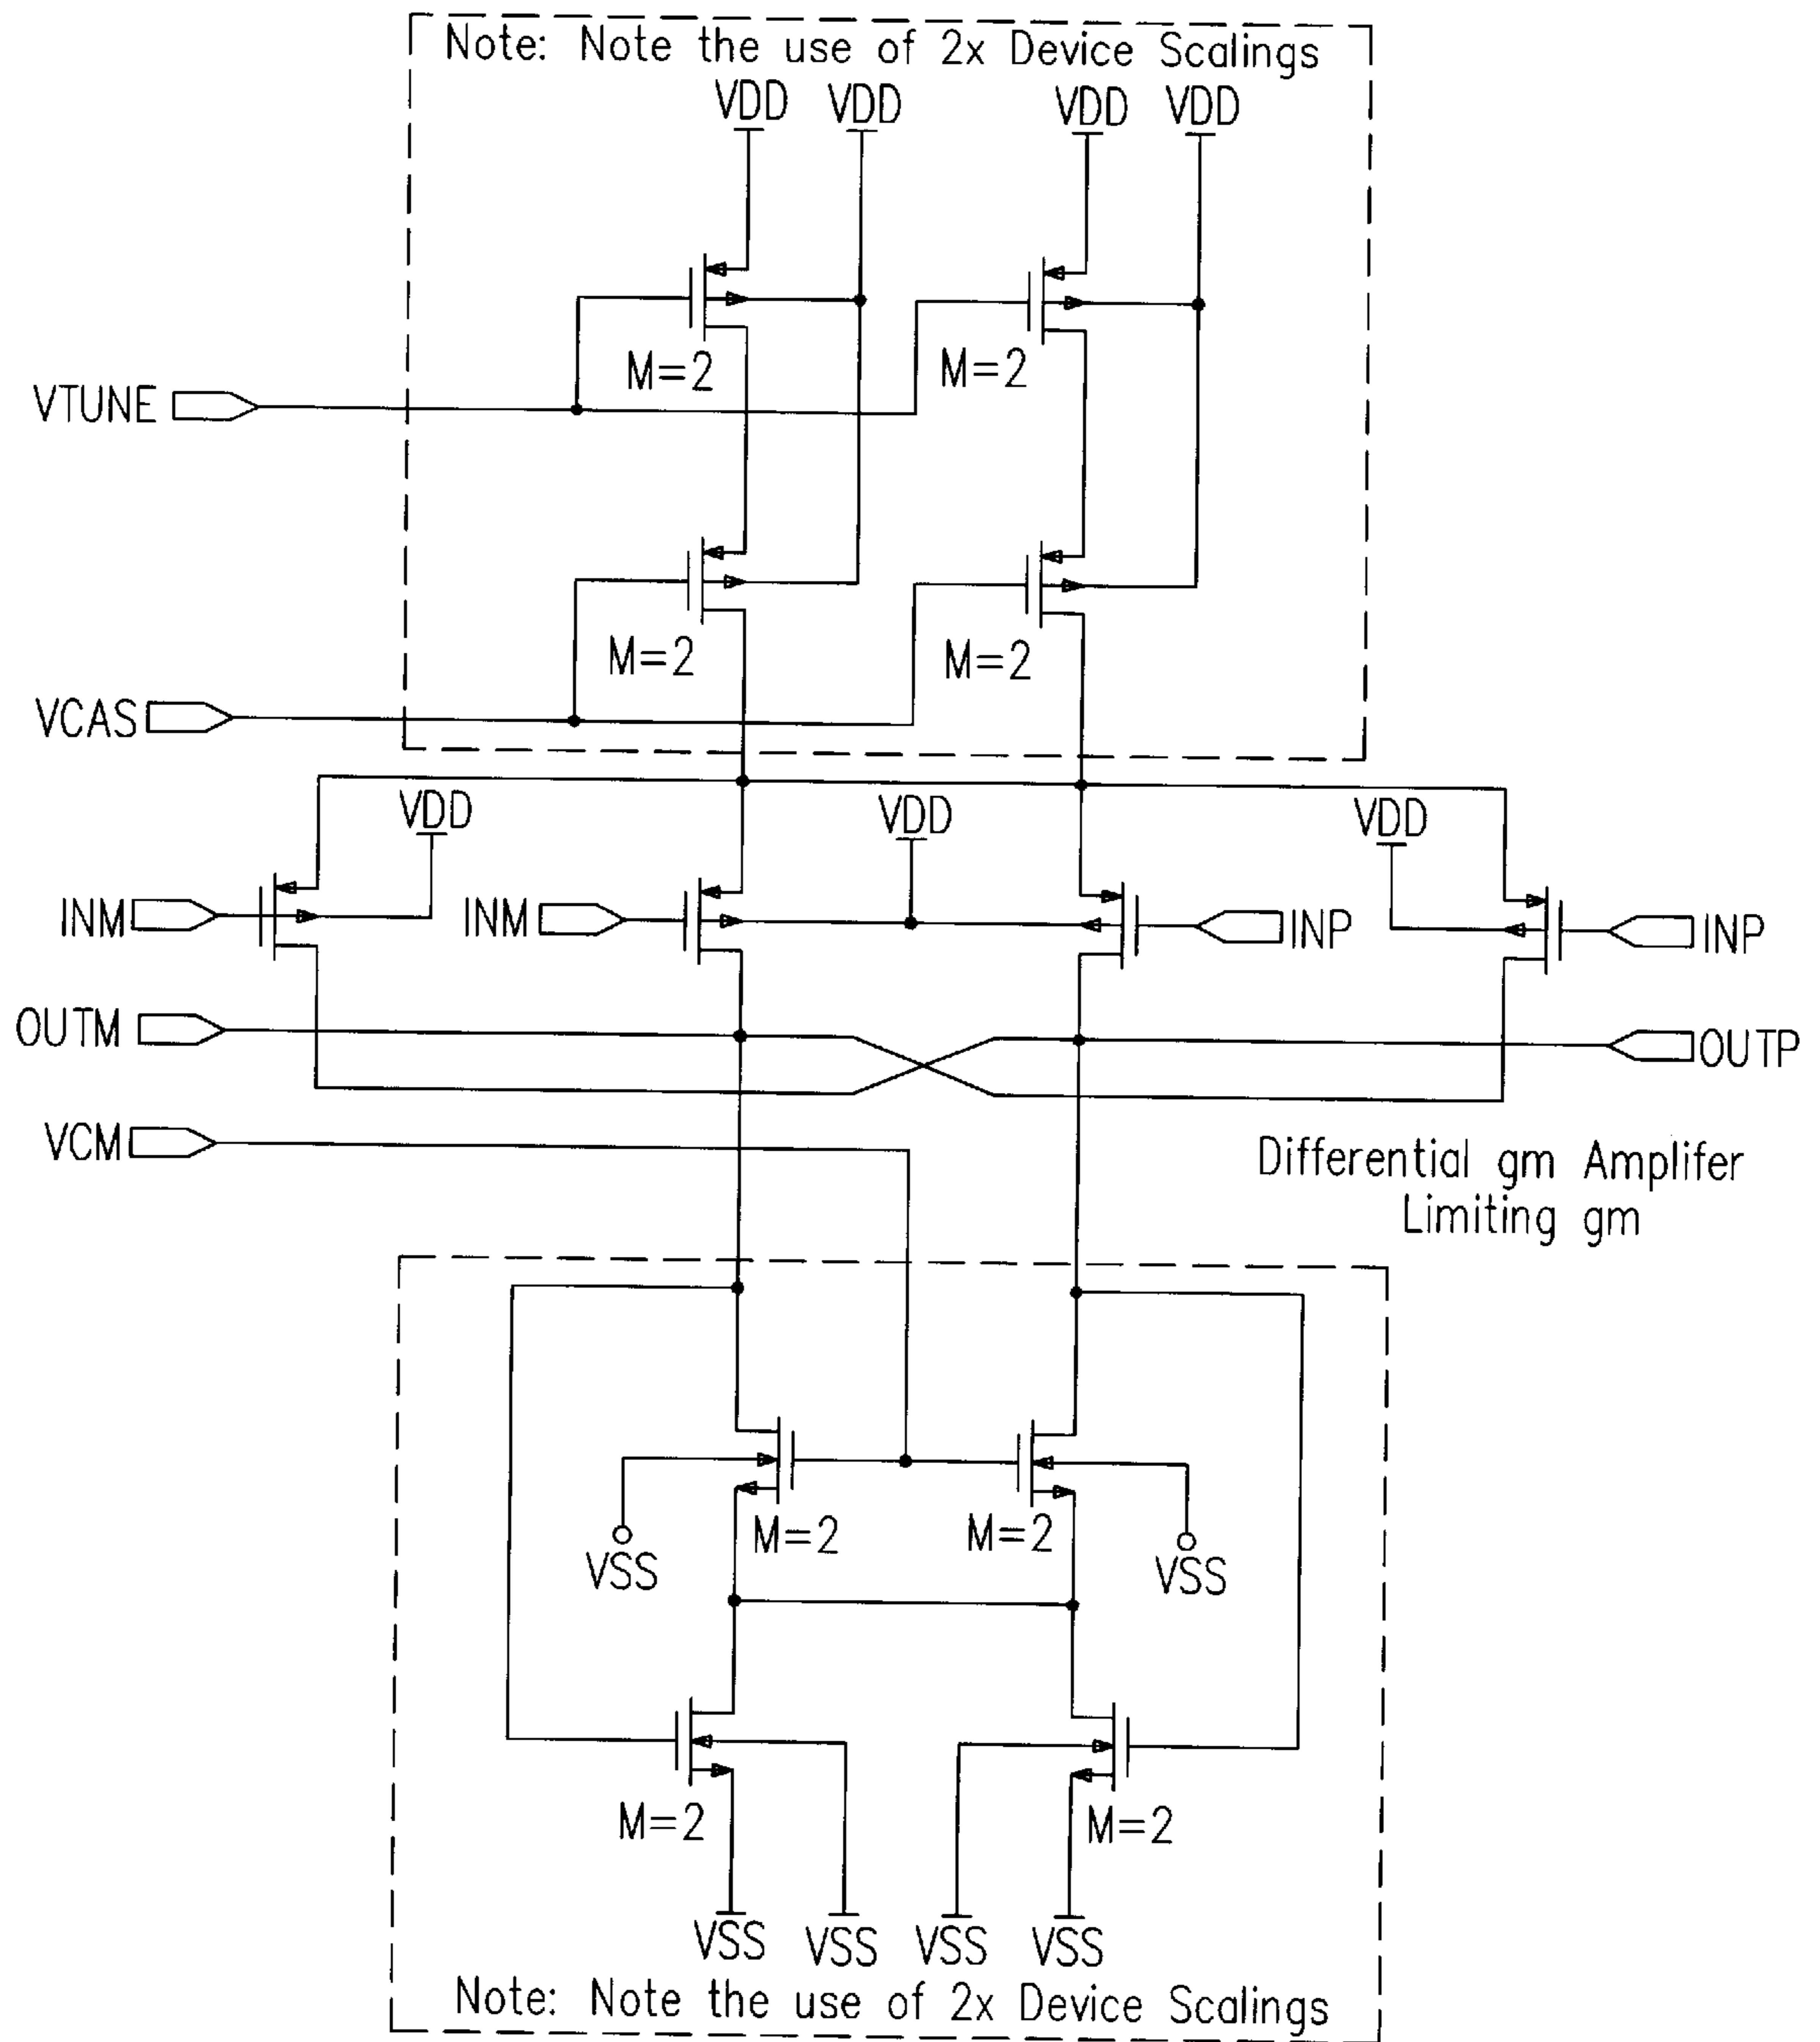 Note: Note the use of 2x Device Scalings
VDD VDD VDD VDD
M=2 M=2
VTUNE
M=2 M=2
VCAS
VDD VDD VDD
INM INM INP INP
OUTM OUTP
VCM
Differential gm Amplifer
Limiting gm
M=2 M=2
VSS VSS
M=2 M=2
VSS VSS VSS VSS
Note: Note the use of 2x Device Scalings